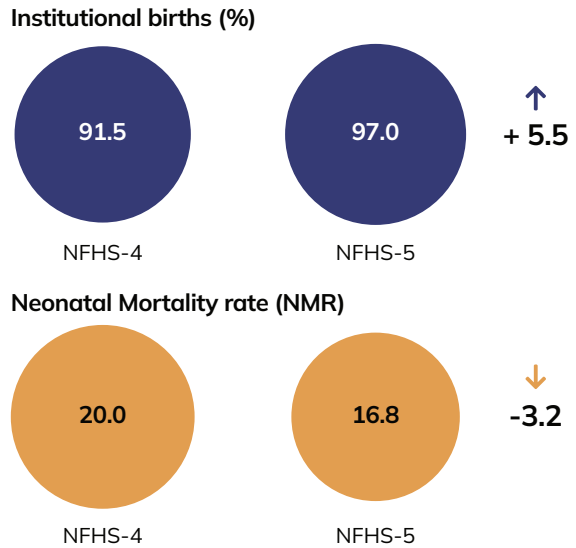 Institutional births (%)
91.5
97.0
↑
+ 5.5
NFHS-4
NFHS-5
Neonatal Mortality rate (NMR)
20.0
16.8
↓
-3.2
NFHS-4
NFHS-5